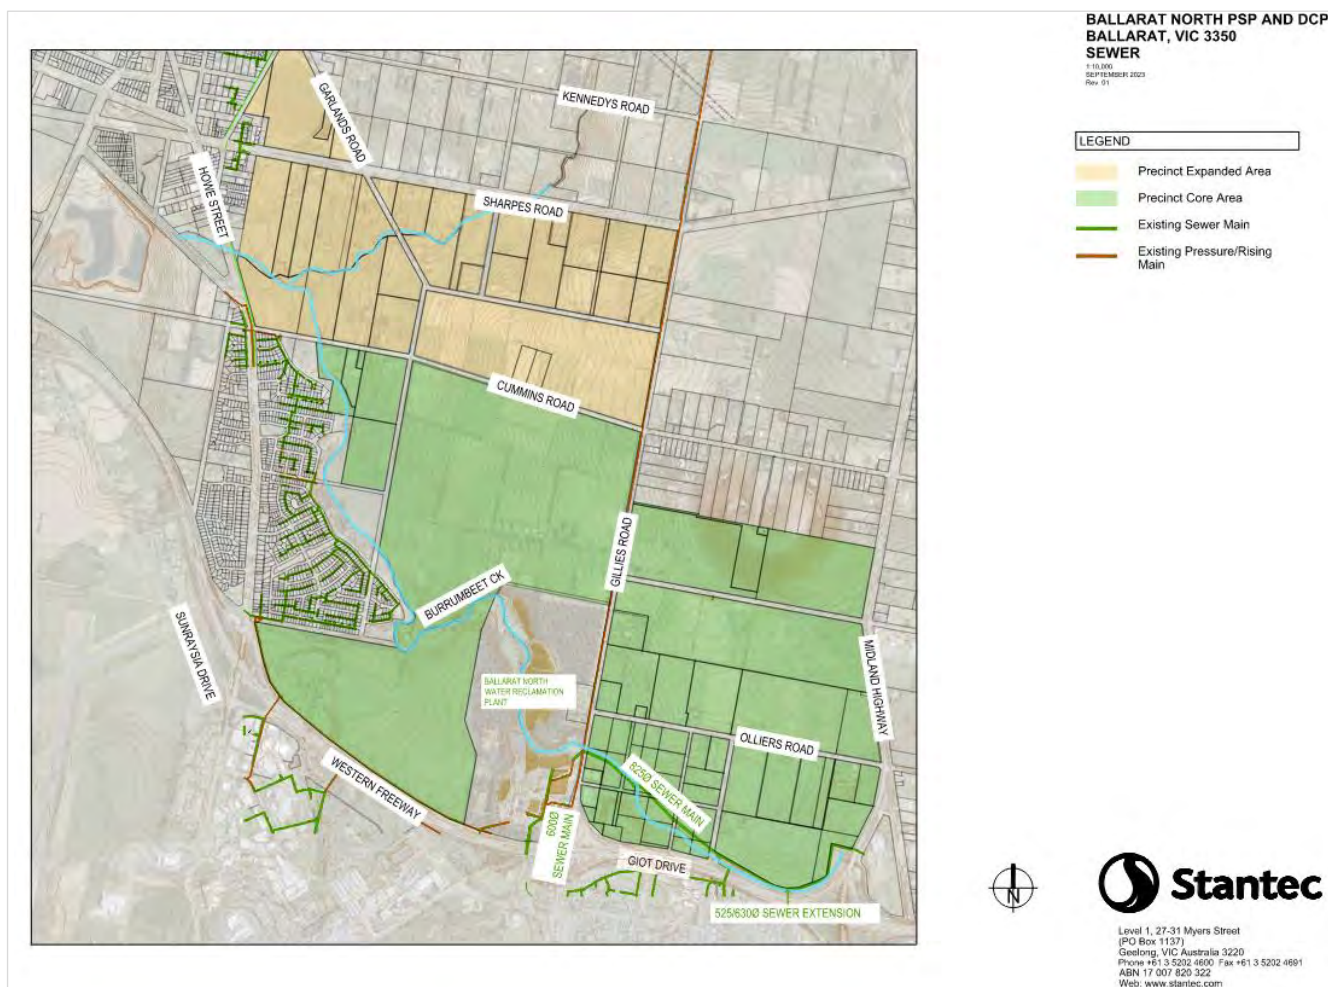 BALLARAT NORTH PSP AND DCP
BALLARAT, VIC 3350
SEWER
1:10,000
SEPTEMBER 2023
Rev 01
LEGEND
Precinct Expanded Area
Precinct Core Area
Existing Sewer Main
Existing Pressure/Rising
Main
KENNEDYS ROAD
GARLANDS ROAD
HOWE STREET
SHARPES ROAD
CUMMINS ROAD
GILLIES ROAD
BURRUMBEET CK
SUNRAYSIA DRIVE
MIDLAND HIGHWAY
BALLARAT NORTH
WATER RECLAMATION
PLANT
OLLIERS ROAD
WESTERN FREEWAY
825Ø SEWER MAIN
600Ø
SEWER MAIN
GIOT DRIVE
525/630Ø SEWER EXTENSION
N
Stantec
Level 1, 27-31 Myers Street
(PO Box 1137)
Geelong, VIC Australia 3220
Phone +61 3 5202 4600 Fax +61 3 5202 4691
ABN 17 007 820 322
Web: www.stantec.com